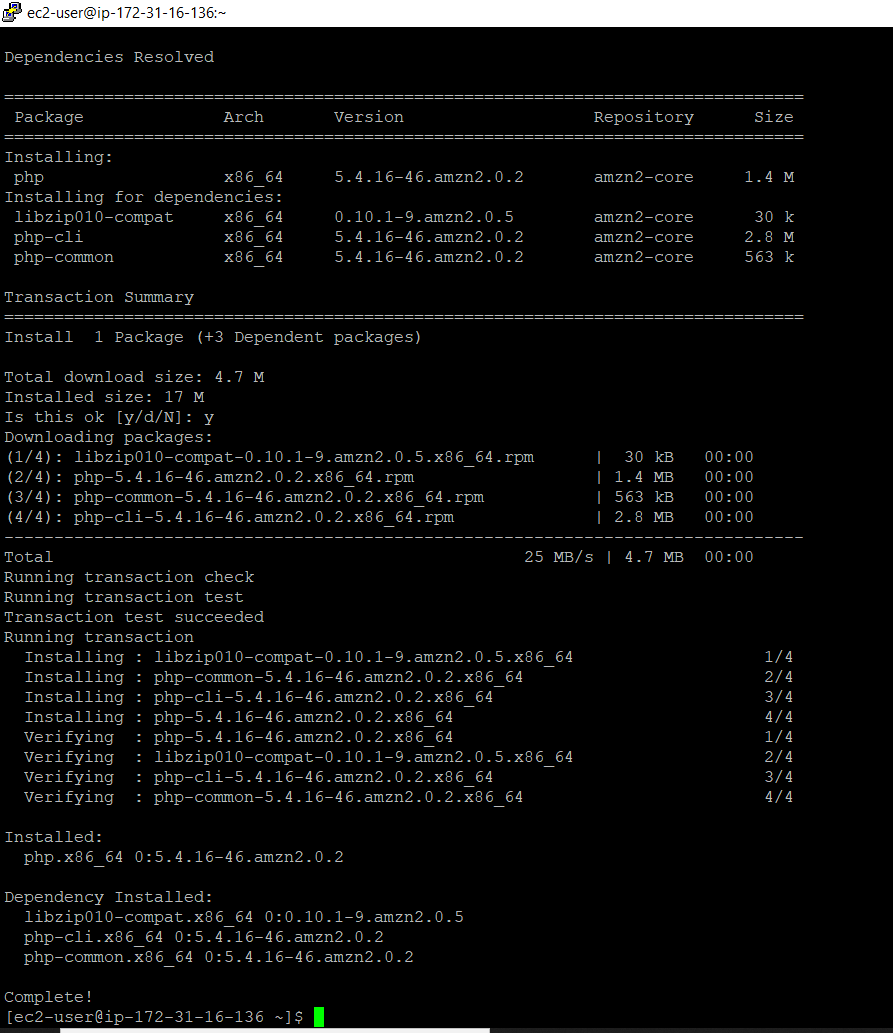 ec2-user@ip-172-31-16-136:~
Dependencies Resolved
================================================================================
 Package              Arch       Version                   Repository      Size
================================================================================
Installing:
 php                  x86_64     5.4.16-46.amzn2.0.2       amzn2-core     1.4 M
Installing for dependencies:
 libzip010-compat     x86_64     0.10.1-9.amzn2.0.5        amzn2-core      30 k
 php-cli              x86_64     5.4.16-46.amzn2.0.2       amzn2-core     2.8 M
 php-common           x86_64     5.4.16-46.amzn2.0.2       amzn2-core     563 k
Transaction Summary
================================================================================
Install  1 Package (+3 Dependent packages)
Total download size: 4.7 M
Installed size: 17 M
Is this ok [y/d/N]: y
Downloading packages:
(1/4): libzip010-compat-0.10.1-9.amzn2.0.5.x86_64.rpm      |  30 kB   00:00
(2/4): php-5.4.16-46.amzn2.0.2.x86_64.rpm                  | 1.4 MB   00:00
(3/4): php-common-5.4.16-46.amzn2.0.2.x86_64.rpm           | 563 kB   00:00
(4/4): php-cli-5.4.16-46.amzn2.0.2.x86_64.rpm              | 2.8 MB   00:00
--------------------------------------------------------------------------------
Total                                               25 MB/s | 4.7 MB  00:00
Running transaction check
Running transaction test
Transaction test succeeded
Running transaction
  Installing : libzip010-compat-0.10.1-9.amzn2.0.5.x86_64                   1/4
  Installing : php-common-5.4.16-46.amzn2.0.2.x86_64                        2/4
  Installing : php-cli-5.4.16-46.amzn2.0.2.x86_64                           3/4
  Installing : php-5.4.16-46.amzn2.0.2.x86_64                               4/4
  Verifying  : php-5.4.16-46.amzn2.0.2.x86_64                               1/4
  Verifying  : libzip010-compat-0.10.1-9.amzn2.0.5.x86_64                   2/4
  Verifying  : php-cli-5.4.16-46.amzn2.0.2.x86_64                           3/4
  Verifying  : php-common-5.4.16-46.amzn2.0.2.x86_64                        4/4
Installed:
  php.x86_64 0:5.4.16-46.amzn2.0.2
Dependency Installed:
  libzip010-compat.x86_64 0:0.10.1-9.amzn2.0.5
  php-cli.x86_64 0:5.4.16-46.amzn2.0.2
  php-common.x86_64 0:5.4.16-46.amzn2.0.2
Complete!
[ec2-user@ip-172-31-16-136 ~]$